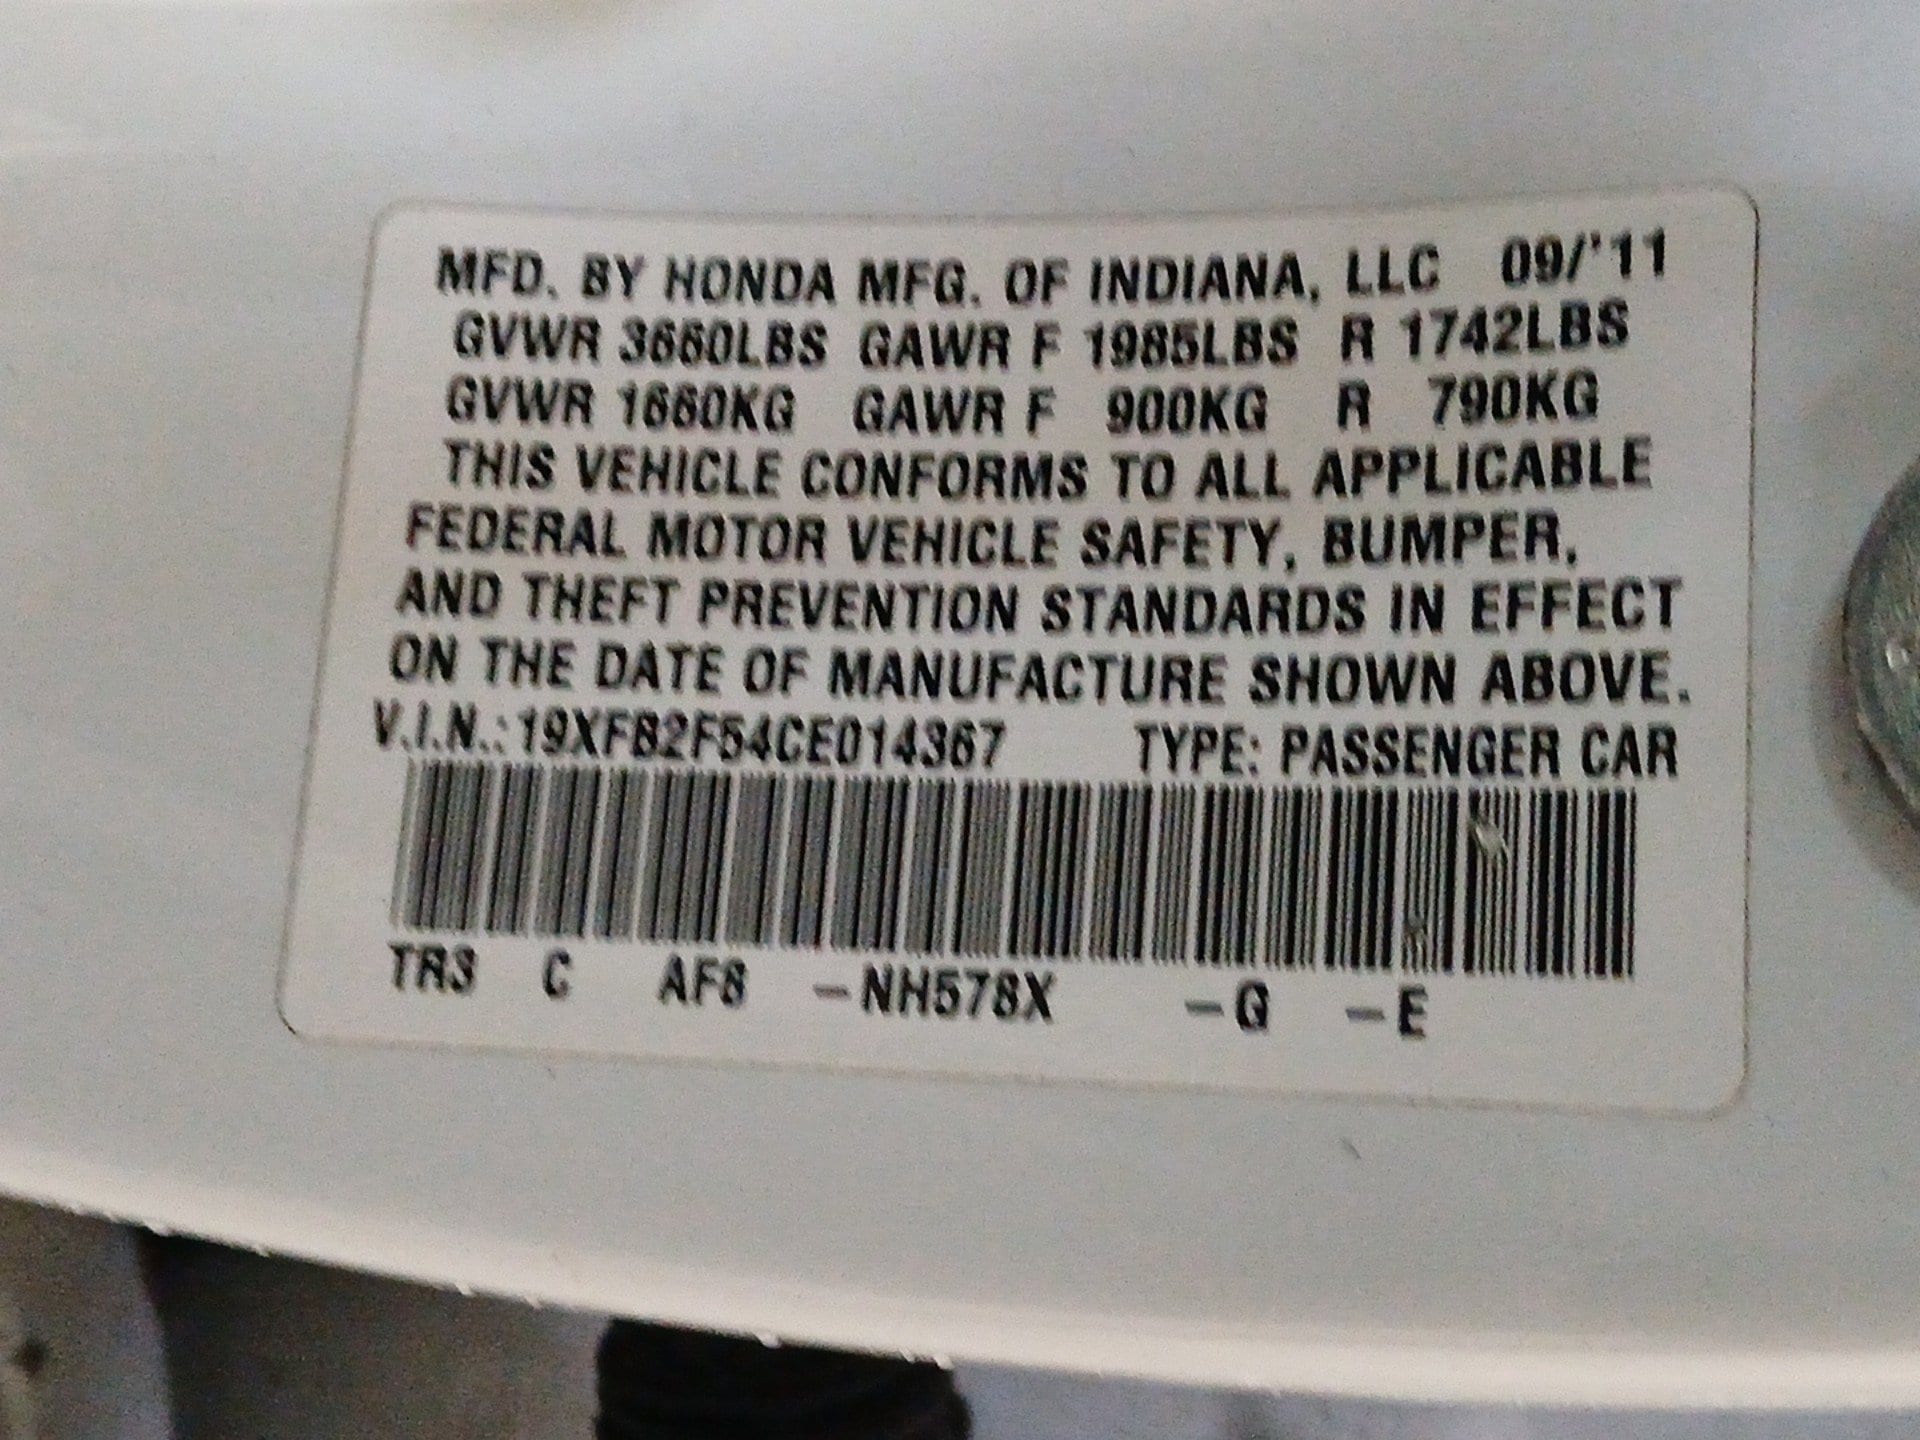 MFD. BY HONDA MFG. OF INDIANA, LLC 09/'11
GVWR 3660LBS GAWR F 1985LBS R 1742LBS
GVWR 1660KG GAWR F 900KG R 790KG
THIS VEHICLE CONFORMS TO ALL APPLICABLE
FEDERAL MOTOR VEHICLE SAFETY, BUMPER,
AND THEFT PREVENTION STANDARDS IN EFFECT
ON THE DATE OF MANUFACTURE SHOWN ABOVE.
V.I.N.: 19XFB2F54CE014367 TYPE: PASSENGER CAR
TR3 C AF8 –NH578X –G –E